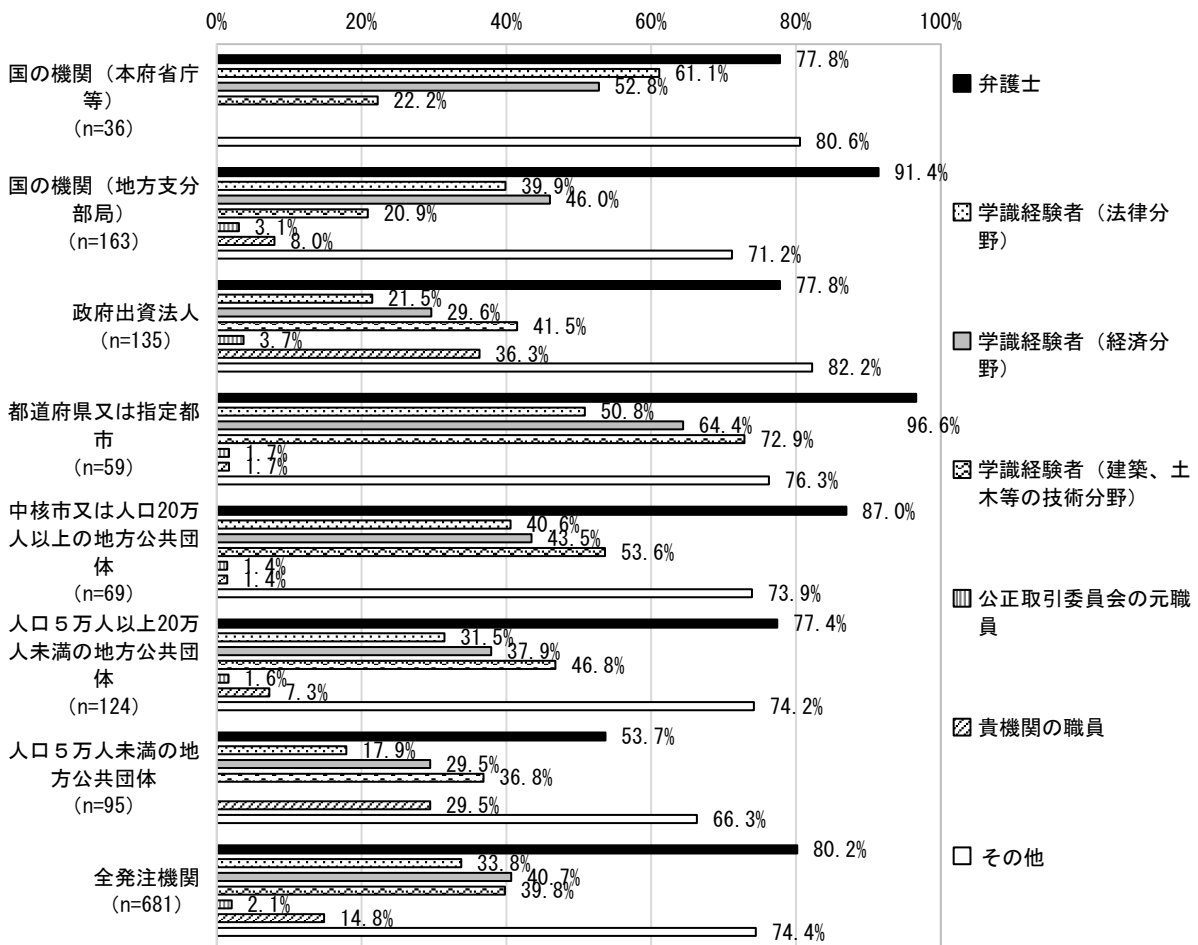 0%
20%
40%
60%
80%
100%
国の機関（本府省庁
等）
（n=36）
77.8%
61.1%
52.8%
22.2%
80.6%
国の機関（地方支分
部局）
（n=163）
91.4%
39.9%
46.0%
20.9%
3.1%
8.0%
71.2%
政府出資法人
（n=135）
77.8%
21.5%
29.6%
41.5%
3.7%
36.3%
82.2%
都道府県又は指定都
市
（n=59）
96.6%
50.8%
64.4%
72.9%
1.7%
1.7%
76.3%
中核市又は人口20万
人以上の地方公共団
体
（n=69）
87.0%
40.6%
43.5%
53.6%
1.4%
1.4%
73.9%
人口５万人以上20万
人未満の地方公共団
体
（n=124）
77.4%
31.5%
37.9%
46.8%
1.6%
7.3%
74.2%
人口５万人未満の地
方公共団体
（n=95）
53.7%
17.9%
29.5%
36.8%
29.5%
66.3%
全発注機関
（n=681）
80.2%
33.8%
40.7%
39.8%
2.1%
14.8%
74.4%
弁護士
学識経験者（法律分
野）
学識経験者（経済分
野）
学識経験者（建築、土
木等の技術分野）
公正取引委員会の元職
員
貴機関の職員
その他